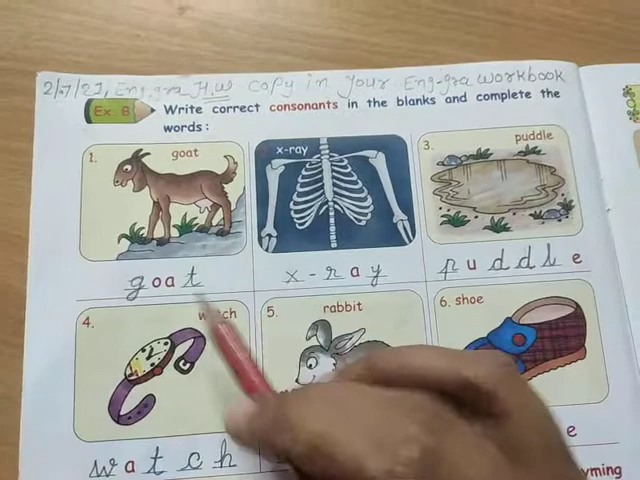 2/7/21, Eng.gra H.W copy in your Eng-gra workbook
Ex. B Write correct consonants in the blanks and complete the
words:
1. goat
x-ray
3. puddle
goat
x-ray
puddle
4.
5. rabbit
6. shoe
watch
e